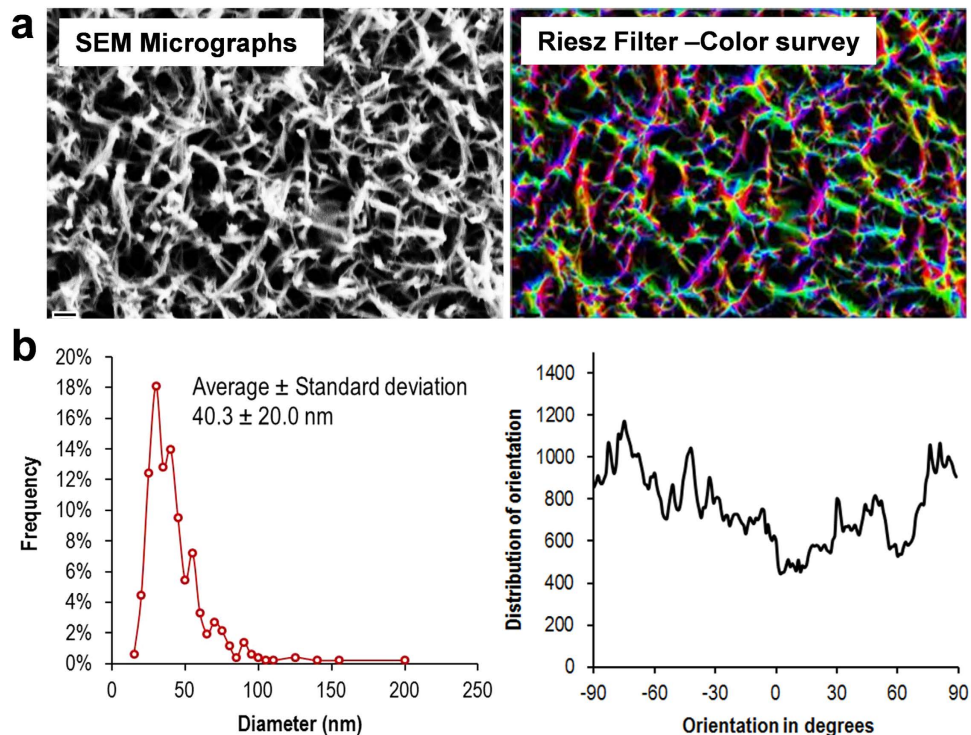 a
SEM Micrographs
Riesz Filter –Color survey
b
20%
18%
16%
14%
12%
10%
8%
6%
4%
2%
0%
Frequency
Average ± Standard deviation
40.3 ± 20.0 nm
0 50 100 150 200 250
Diameter (nm)
1400
1200
1000
800
600
400
200
0
Distribution of orientation
-90 -60 -30 0 30 60 90
Orientation in degrees